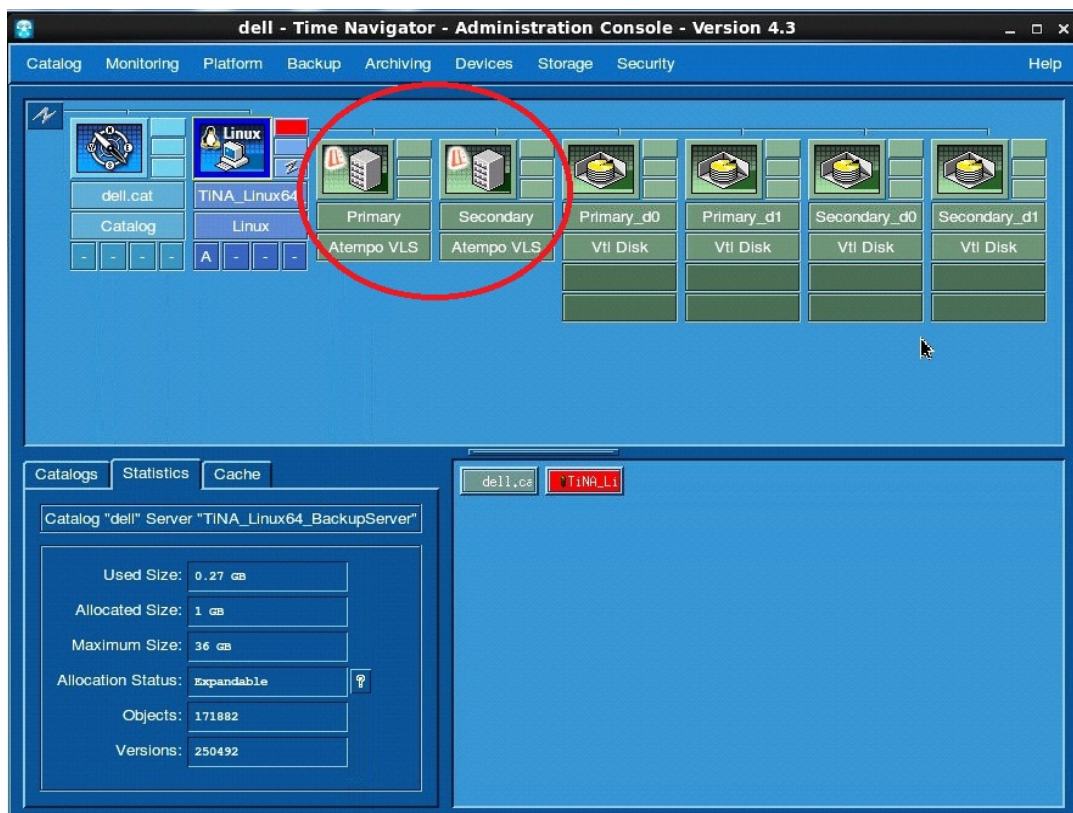 dell - Time Navigator - Administration Console - Version 4.3
Catalog Monitoring Platform Backup Archiving Devices Storage Security Help
Linux
dell.cat TiNA_Linux64 Primary Secondary Primary_d0 Primary_d1 Secondary_d0 Secondary_d1
Catalog Linux Atempo VLS Atempo VLS Vtl Disk Vtl Disk Vtl Disk Vtl Disk
- - - - A - - -
Catalogs Statistics Cache
dell.ca TiNA_Li
Catalog "dell" Server "TiNA_Linux64_BackupServer"
Used Size: 0.27 GB
Allocated Size: 1 GB
Maximum Size: 36 GB
Allocation Status: Expandable ?
Objects: 171882
Versions: 250492